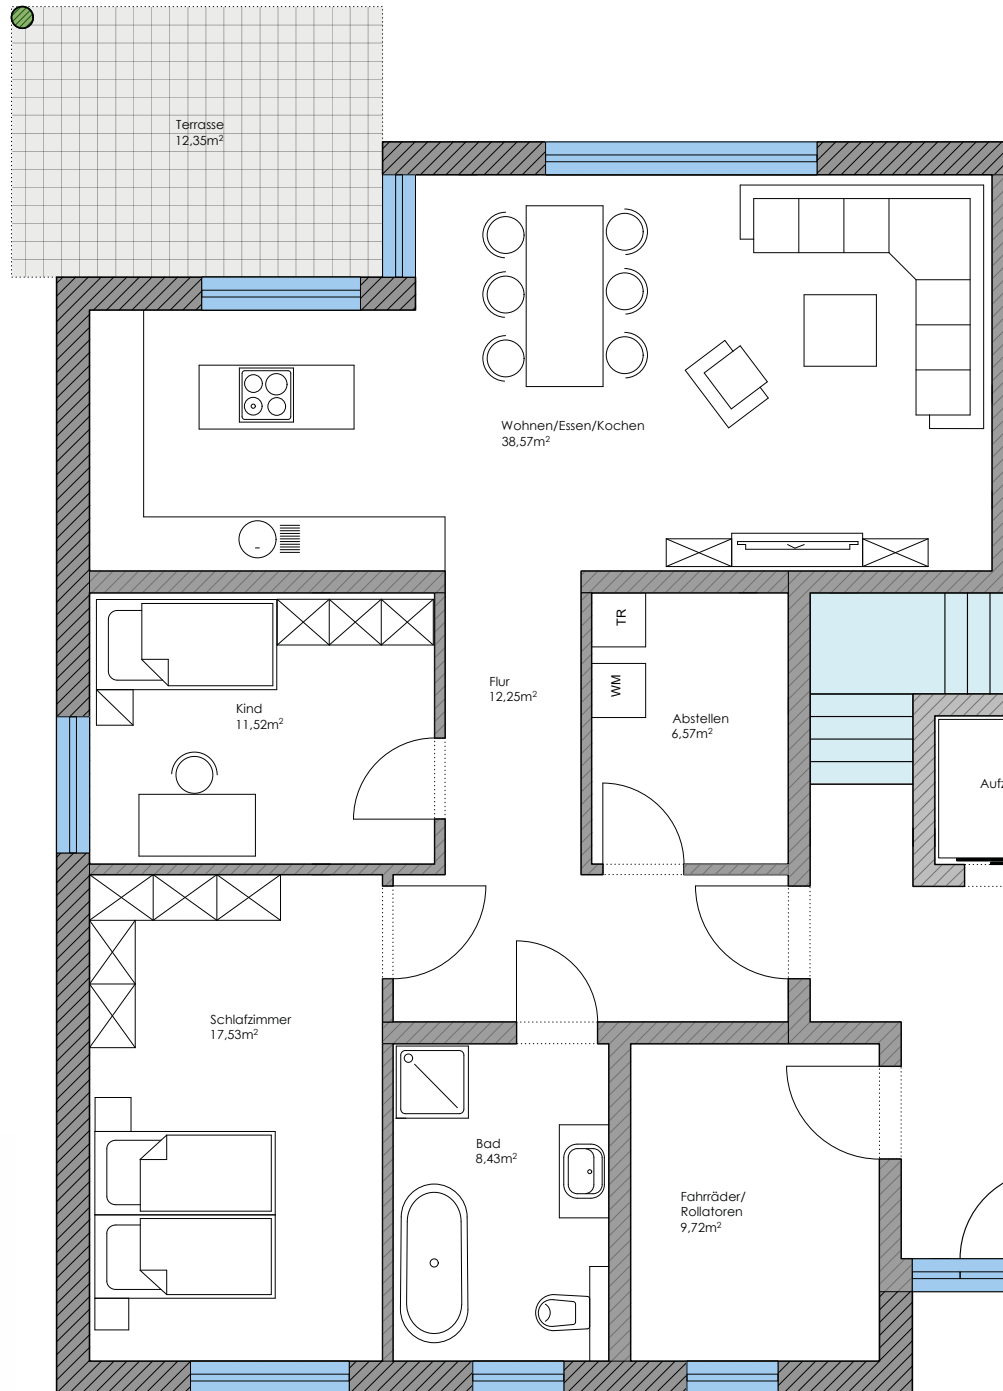 Terrasse
12,35m²
Wohnen/Essen/Kochen
38,57m²
TR
WM
Flur
12,25m²
Kind
11,52m²
Abstellen
6,57m²
Aufz
Schlafzimmer
17,53m²
Bad
8,43m²
Fahrräder/
Rollatoren
9,72m²